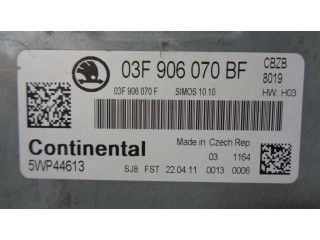 03F 906 070 BF
CBZB
8019
03F 906 070 F SIMOS 10.10
HW: H03
Made in Czech Rep
Continental
03 1164
5WP44613
SJ8 FST 22.04.11 0013 0006